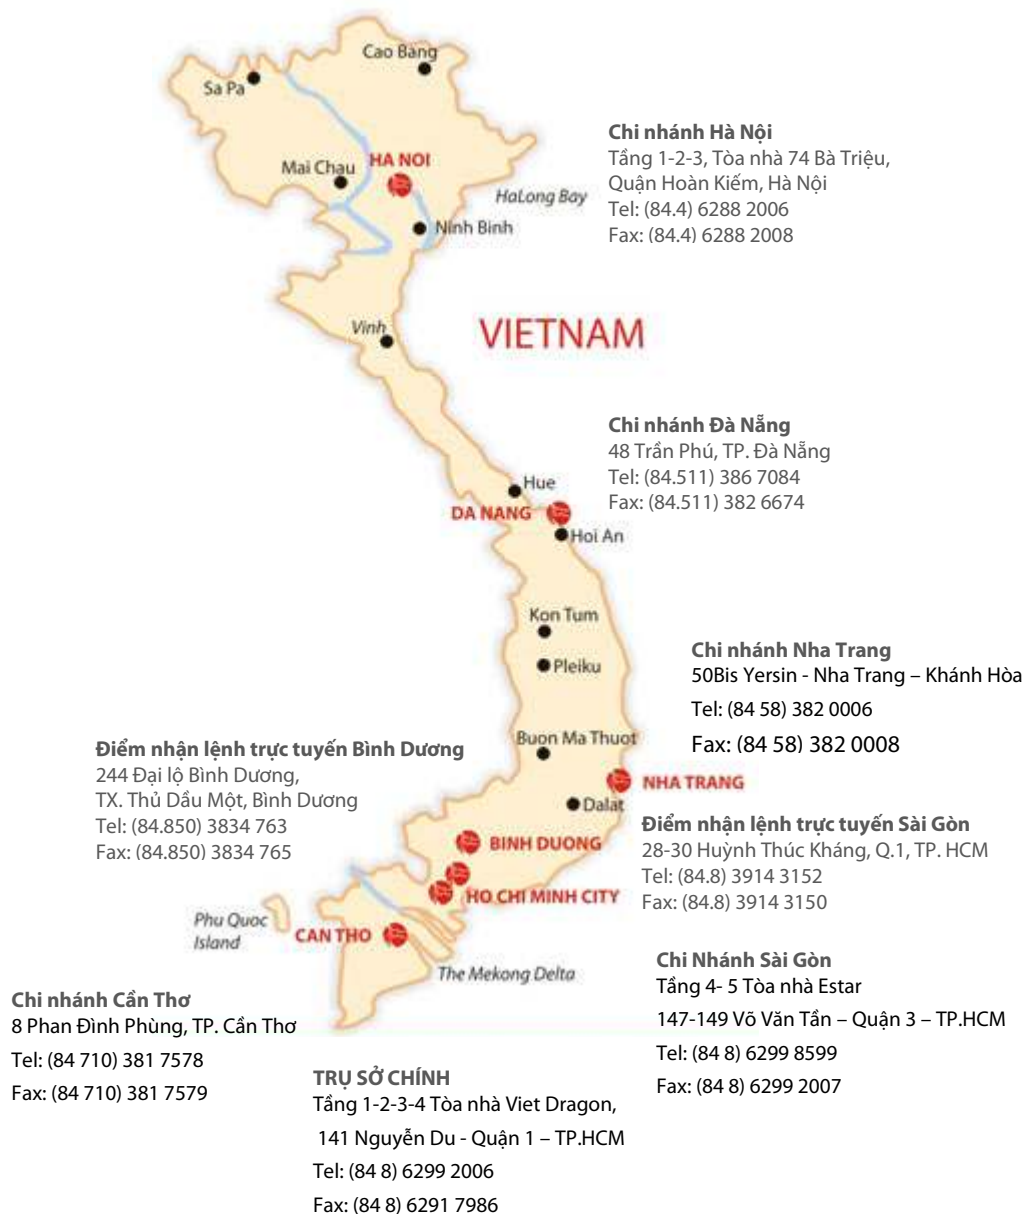 Cao Bang
Sa Pa
Mai Chau
HA NOI
HaLong Bay
Ninh Binh
Chi nhánh Hà Nội
Tầng 1-2-3, Tòa nhà 74 Bà Triệu,
Quận Hoàn Kiếm, Hà Nội
Tel: (84.4) 6288 2006
Fax: (84.4) 6288 2008
Vinh
VIETNAM
Chi nhánh Đà Nẵng
48 Trần Phú, TP. Đà Nẵng
Tel: (84.511) 386 7084
Fax: (84.511) 382 6674
Hue
DA NANG
Hoi An
Kon Tum
Pleiku
Chi nhánh Nha Trang
50Bis Yersin - Nha Trang – Khánh Hòa
Tel: (84 58) 382 0006
Fax: (84 58) 382 0008
Buon Ma Thuot
Điểm nhận lệnh trực tuyến Bình Dương
244 Đại lộ Bình Dương,
TX. Thủ Dầu Một, Bình Dương
Tel: (84.850) 3834 763
Fax: (84.850) 3834 765
NHA TRANG
Dalat
Điểm nhận lệnh trực tuyến Sài Gòn
28-30 Huỳnh Thúc Kháng, Q.1, TP. HCM
Tel: (84.8) 3914 3152
Fax: (84.8) 3914 3150
BINH DUONG
HO CHI MINH CITY
Phu Quoc
Island
CAN THO
The Mekong Delta
Chi Nhánh Sài Gòn
Tầng 4- 5 Tòa nhà Estar
147-149 Võ Văn Tần – Quận 3 – TP.HCM
Tel: (84 8) 6299 8599
Fax: (84 8) 6299 2007
Chi nhánh Cần Thơ
8 Phan Đình Phùng, TP. Cần Thơ
Tel: (84 710) 381 7578
Fax: (84 710) 381 7579
TRỤ SỞ CHÍNH
Tầng 1-2-3-4 Tòa nhà Viet Dragon,
141 Nguyễn Du - Quận 1 – TP.HCM
Tel: (84 8) 6299 2006
Fax: (84 8) 6291 7986